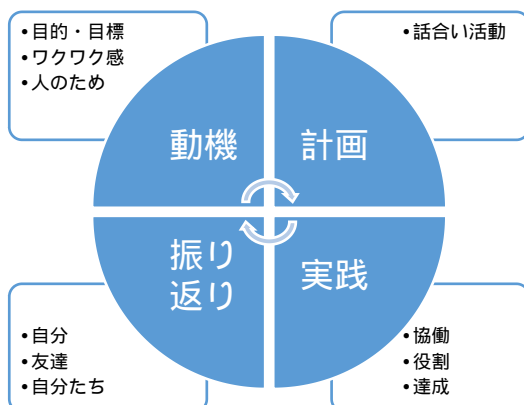 •目的・目標
•ワクワク感
•人のため
•話合い活動
動機
計画
振り
返り
実践
•自分
•友達
•自分たち
•協働
•役割
•達成